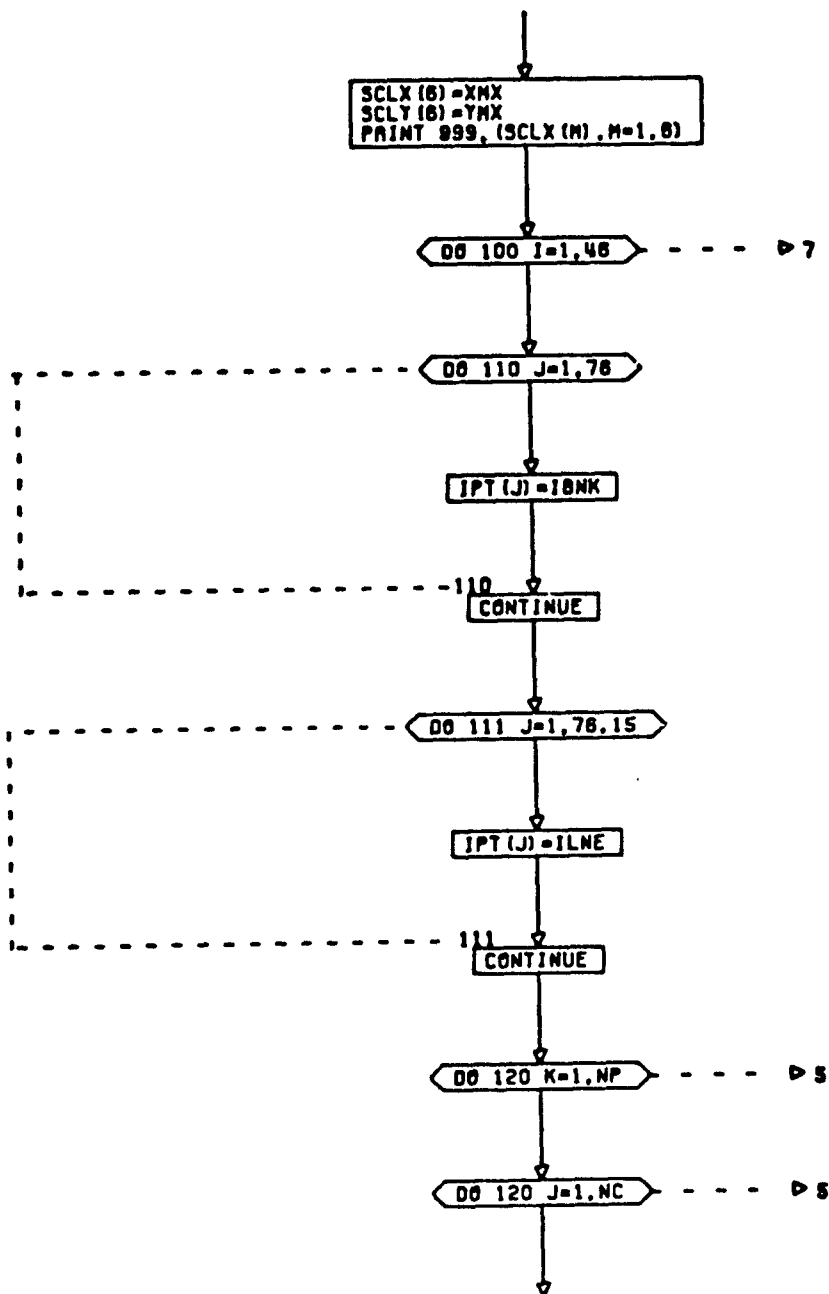 SCLX(6)=XMX
SCLY(6)=YMX
PRINT 999,(SCLX(M),M=1,6)
DO 100 I=1,46
7
DO 110 J=1,76
IPT(J)=IBNK
110
CONTINUE
DO 111 J=1,76,15
IPT(J)=ILNE
111
CONTINUE
DO 120 K=1,NP
5
DO 120 J=1,NC
5